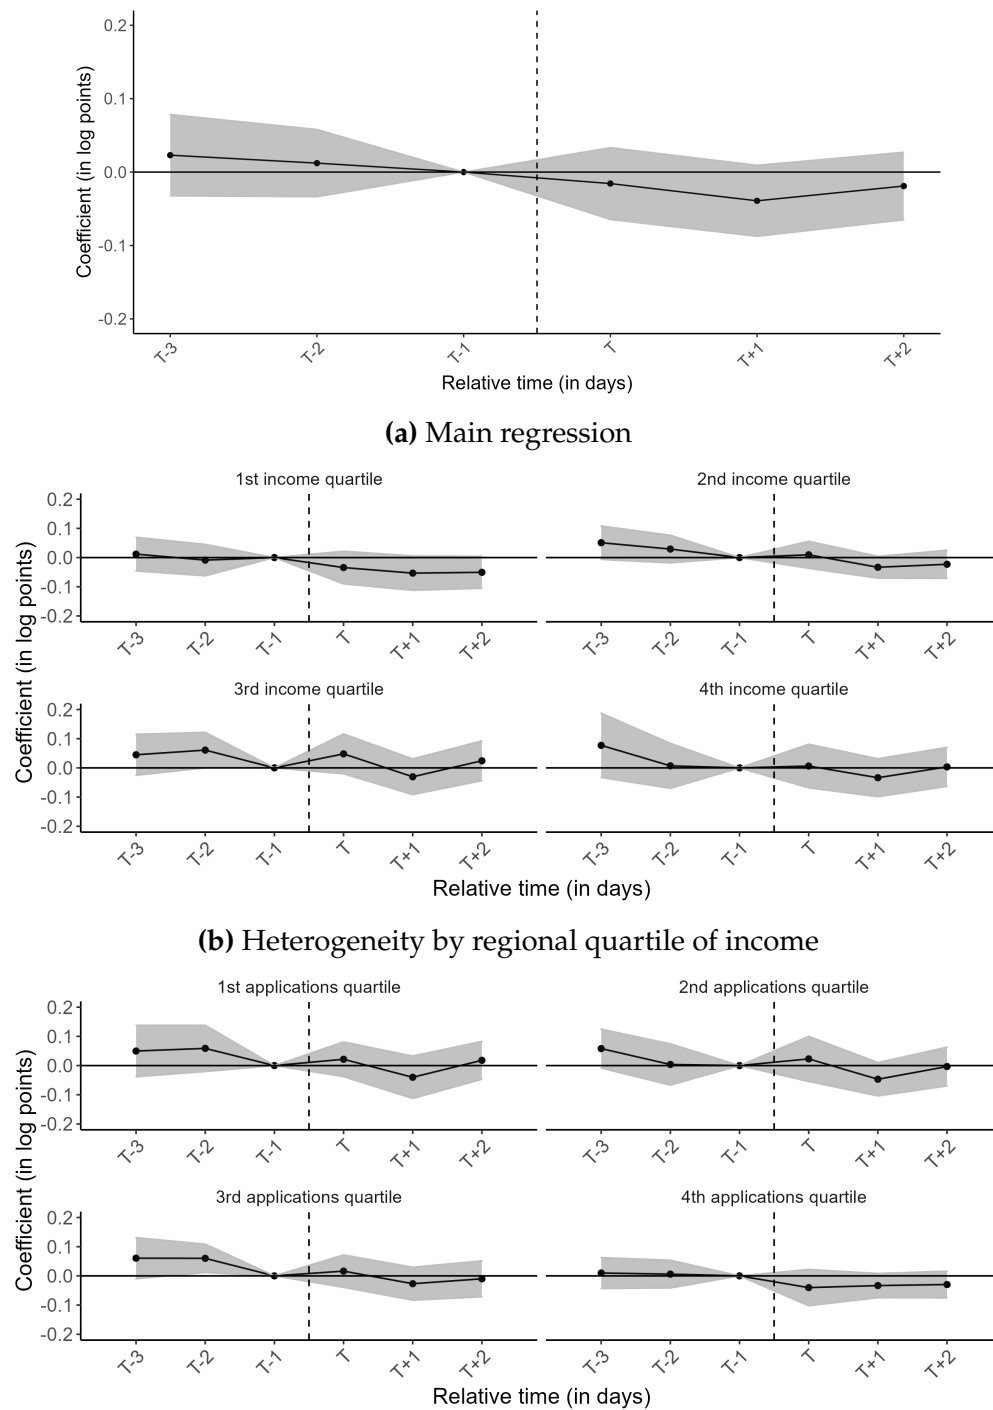 0.2
0.1
0.0
-0.1
-0.2
Coefficient (in log points)
T-3 T-2 T-1 T T+1 T+2
Relative time (in days)
(a) Main regression
1st income quartile 2nd income quartile
0.2
0.1
0.0
-0.1
-0.2
T-3 T-2 T-1 T T+1 T+2 T-3 T-2 T-1 T T+1 T+2
Coefficient (in log points)
3rd income quartile 4th income quartile
0.2
0.1
0.0
-0.1
-0.2
T-3 T-2 T-1 T T+1 T+2 T-3 T-2 T-1 T T+1 T+2
Relative time (in days)
(b) Heterogeneity by regional quartile of income
1st applications quartile 2nd applications quartile
0.2
0.1
0.0
-0.1
-0.2
T-3 T-2 T-1 T T+1 T+2 T-3 T-2 T-1 T T+1 T+2
Coefficient (in log points)
3rd applications quartile 4th applications quartile
0.2
0.1
0.0
-0.1
-0.2
T-3 T-2 T-1 T T+1 T+2 T-3 T-2 T-1 T T+1 T+2
Relative time (in days)